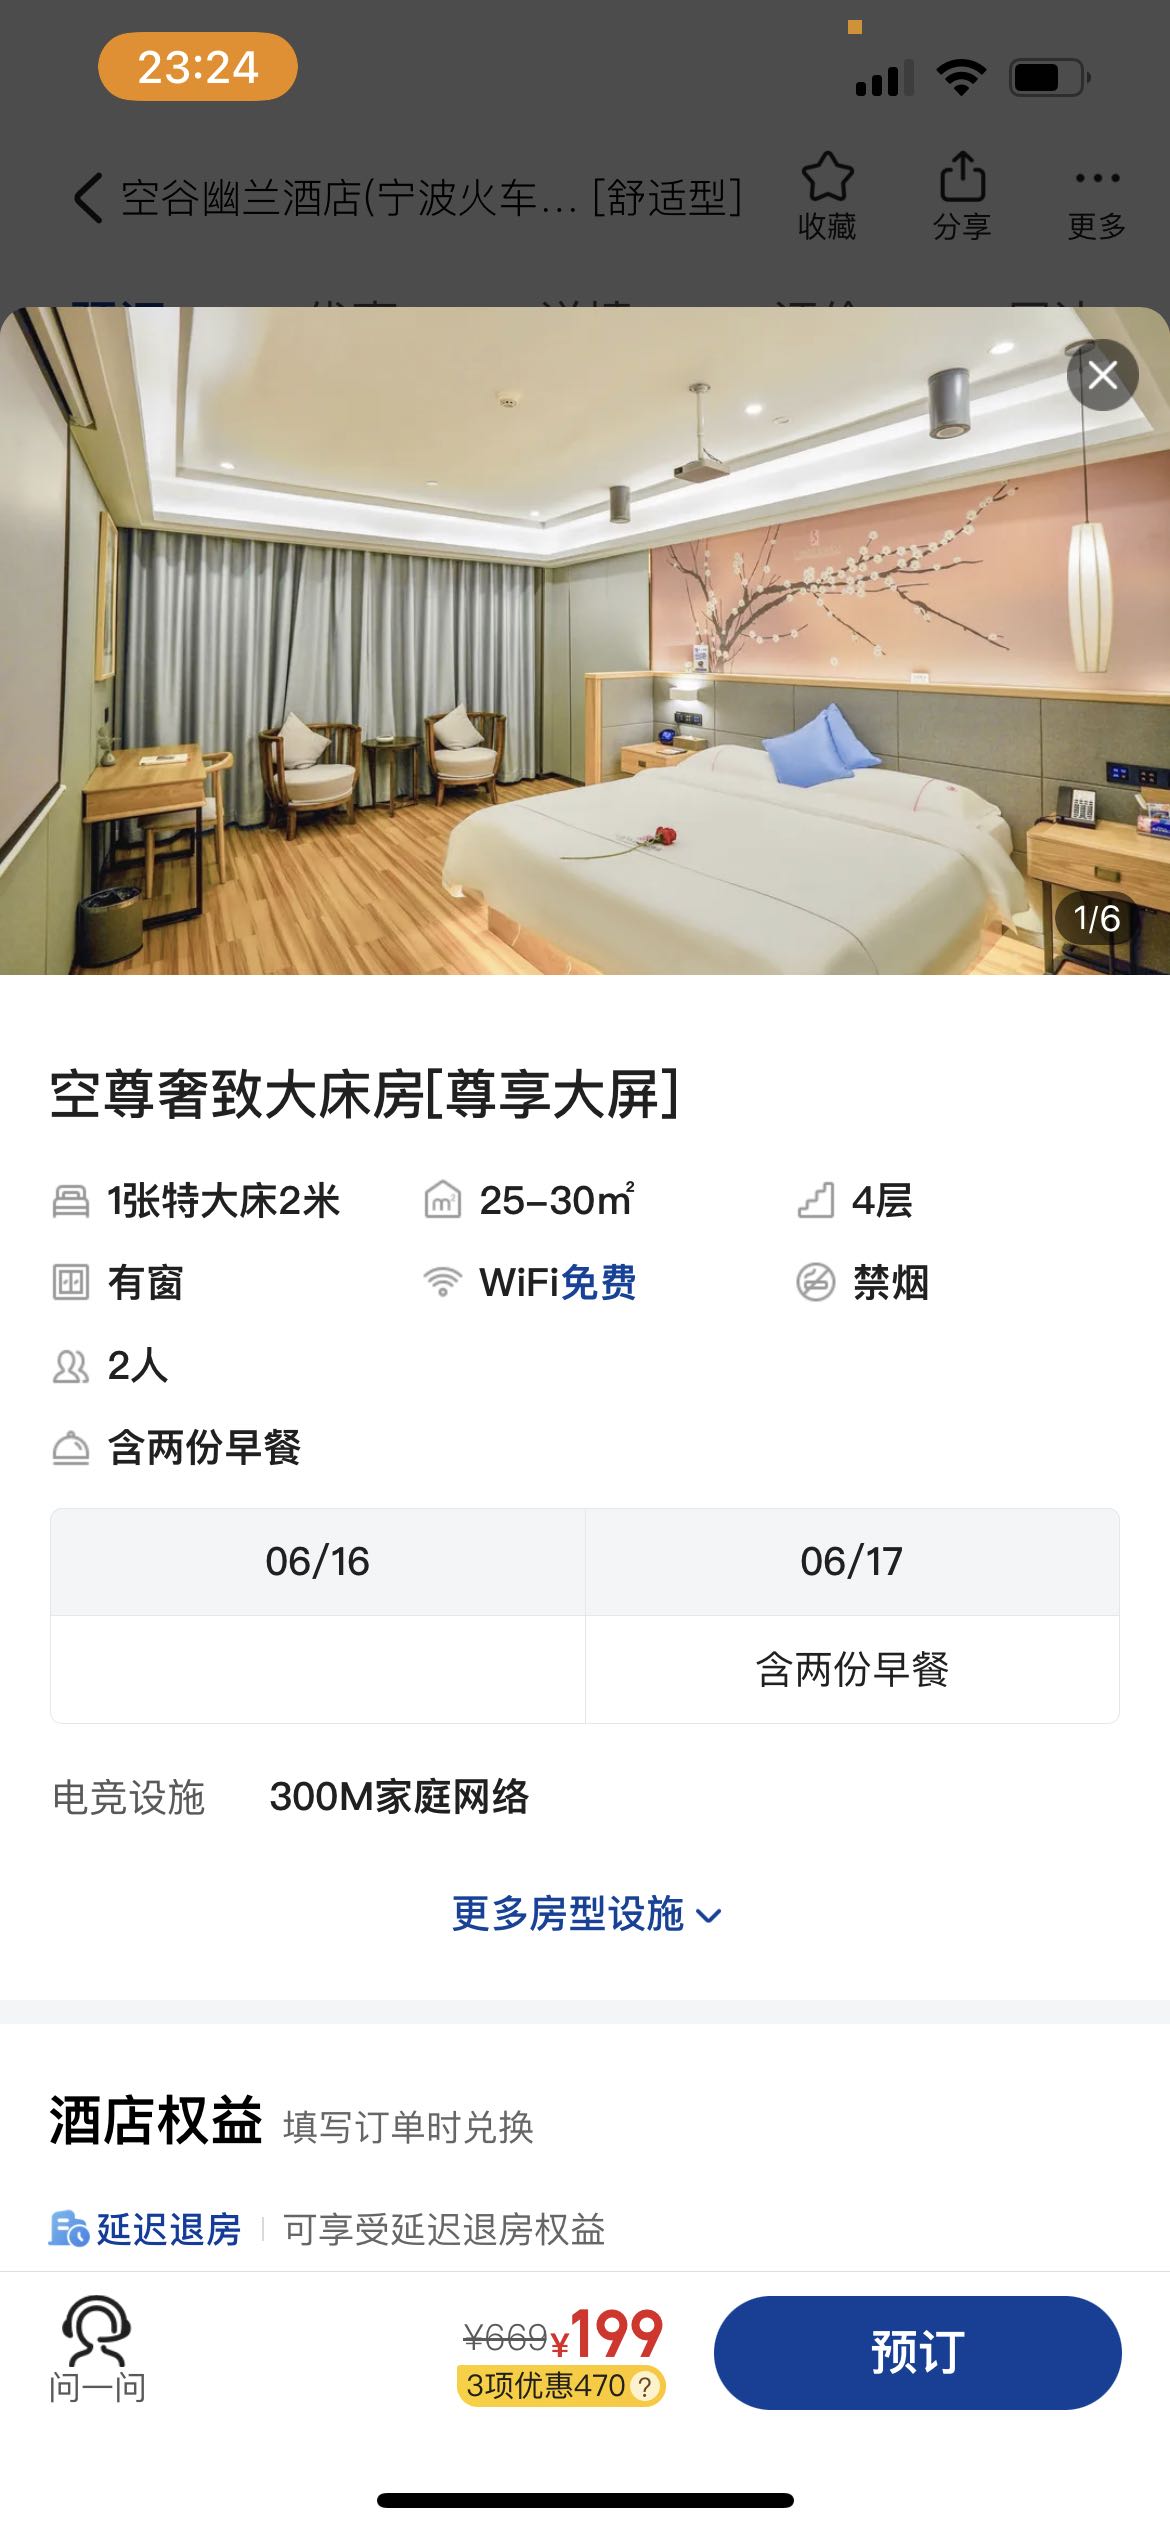 23:24
空谷幽兰酒店(宁波火车... [舒适型]
收藏
分享
更多
1/6
空尊奢致大床房[尊享大屏]
1张特大床2米
25-30㎡
4层
有窗
WiFi免费
禁烟
2人
含两份早餐
06/16
06/17
含两份早餐
电竞设施
300M家庭网络
更多房型设施
酒店权益 填写订单时兑换
延迟退房 可享受延迟退房权益
问一问
¥669 ¥199
3项优惠470 ?
预订